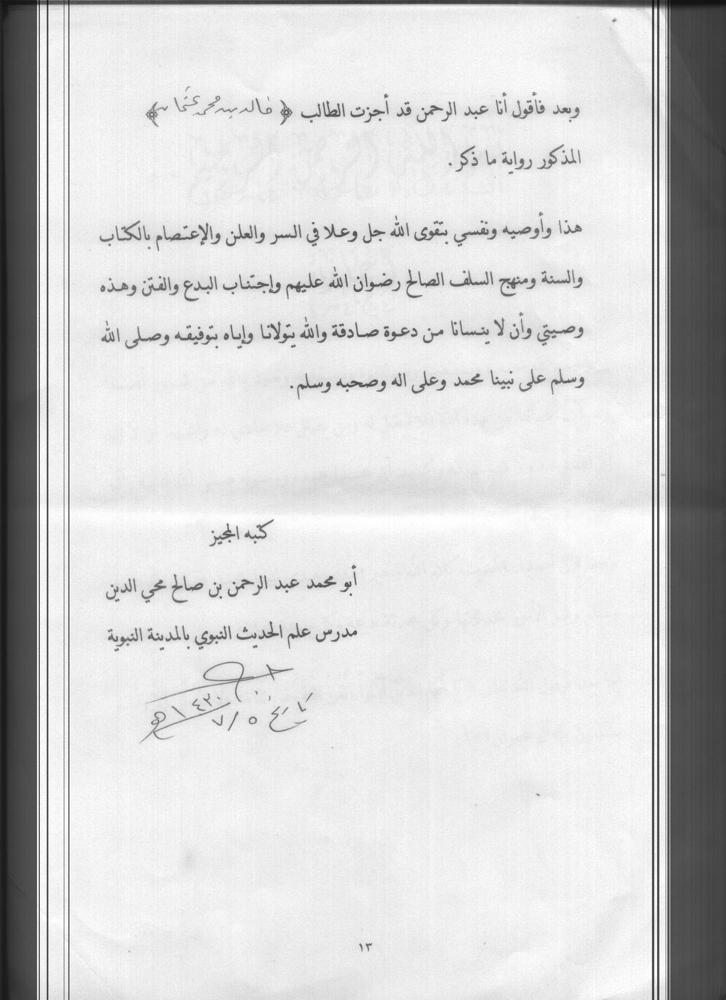 وبعد فأقول أنا عبد الرحمن قد أجزت الطالب ﴿ خالد بن محمد عثمان ﴾
المذكور رواية ما ذكر .
هذا وأوصيه ونفسي بتقوى الله جل وعلا في السر والعلن والإعتصام بالكتاب
والسنة ومنهج السلف الصالح رضوان الله عليهم وإجتناب البدع والفتن وهذه
وصيتي وأن لا ينسانا من دعوة صادقة والله يتولانا وإياه بتوفيقه وصلى الله
وسلم على نبينا محمد وعلى اله وصحبه وسلم .
كتبه المجيز
أبو محمد عبد الرحمن بن صالح محي الدين
مدرس علم الحديث النبوي بالمدينة النبوية
تاريخ ٥ / ٧ / ١٤٣٠ هـ
١٣